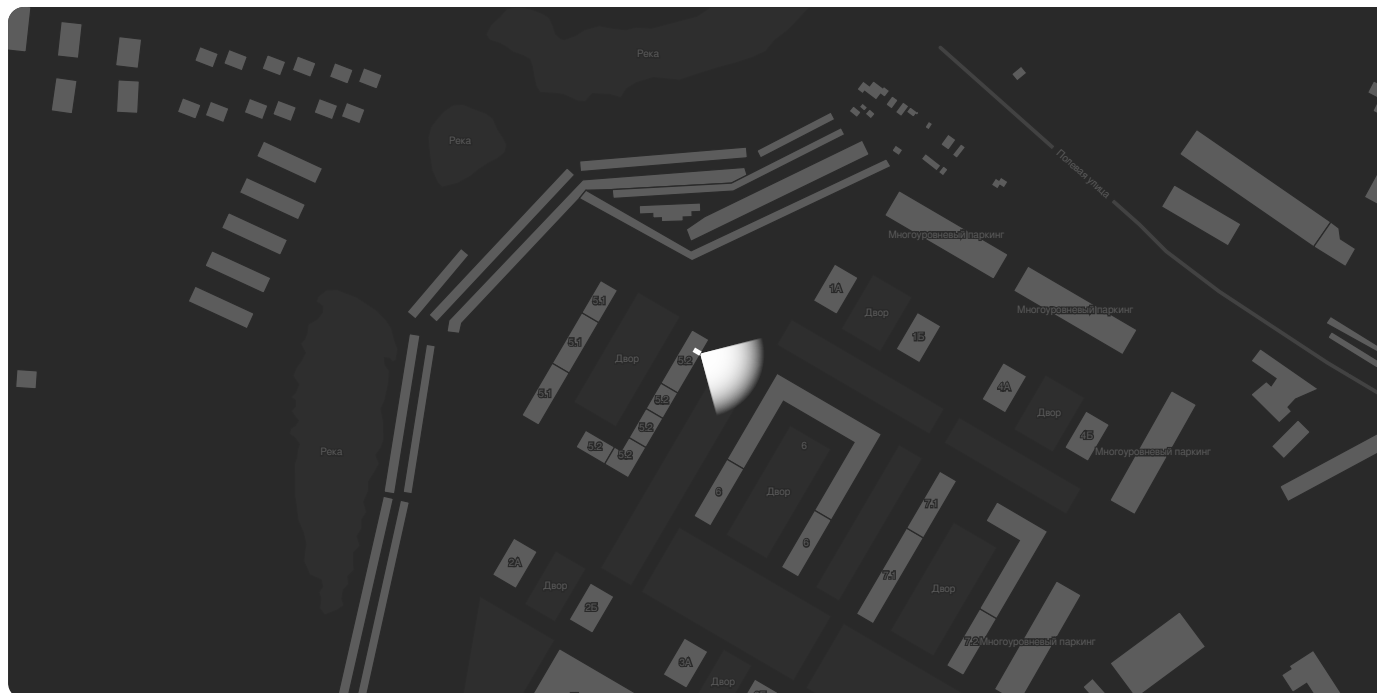 Река
Река
Полевая улица
Многоуровневый паркинг
1А
5.1
Двор
Многоуровневый паркинг
1Б
5.1
Двор
5.2
4А
5.1
5.2
Двор
5.2
4Б
5.2
6
Река
5.2
Многоуровневый паркинг
6
Двор
7.1
6
2А
7.1
Двор
Двор
2Б
7.2
Многоуровневый паркинг
3А
Двор